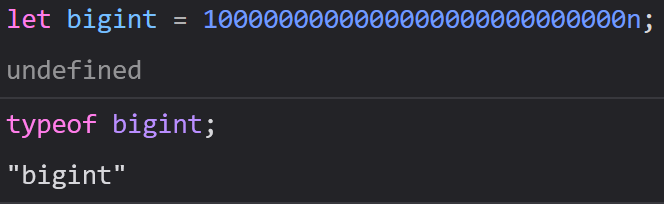 let bigint = 1000000000000000000000000000n;
undefined
typeof bigint;
"bigint"